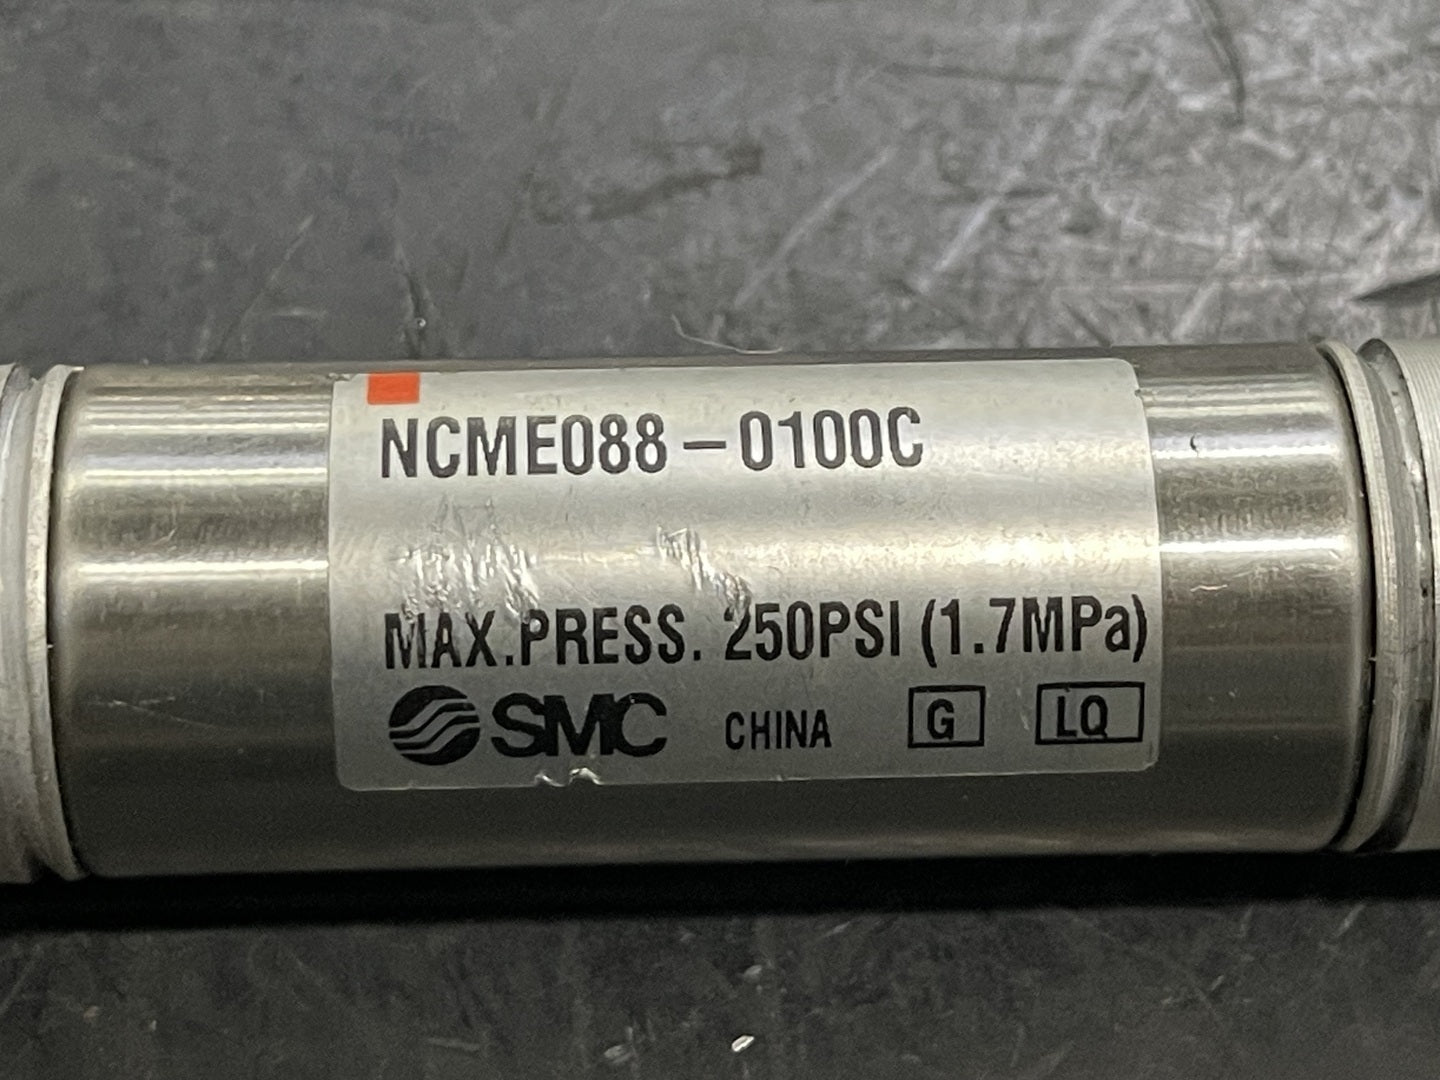 NCME088-0100C
MAX.PRESS. 250PSI (1.7MPa)
SMC CHINA G LQ